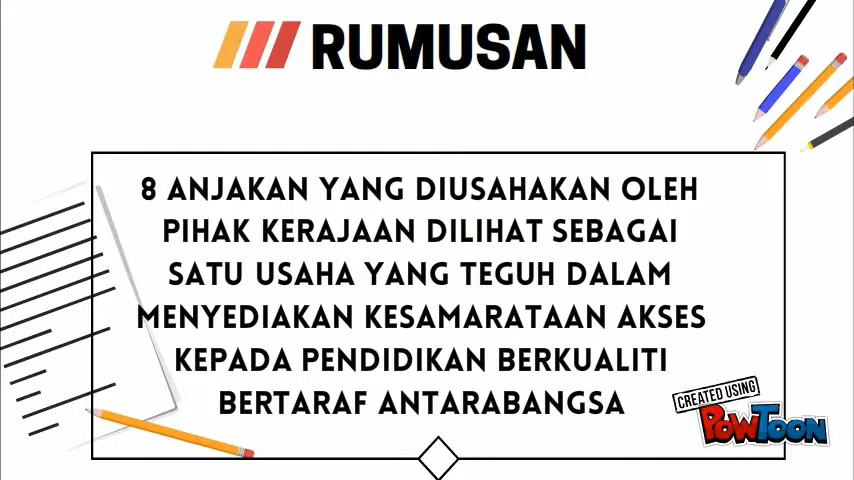 RUMUSAN
8 ANJAKAN YANG DIUSAHAKAN OLEH
PIHAK KERAJAAN DILIHAT SEBAGAI
SATU USAHA YANG TEGUH DALAM
MENYEDIAKAN KESAMARATAAN AKSES
KEPADA PENDIDIKAN BERKUALITI
BERTARAF ANTARABANGSA
CREATED USING
POWTOON